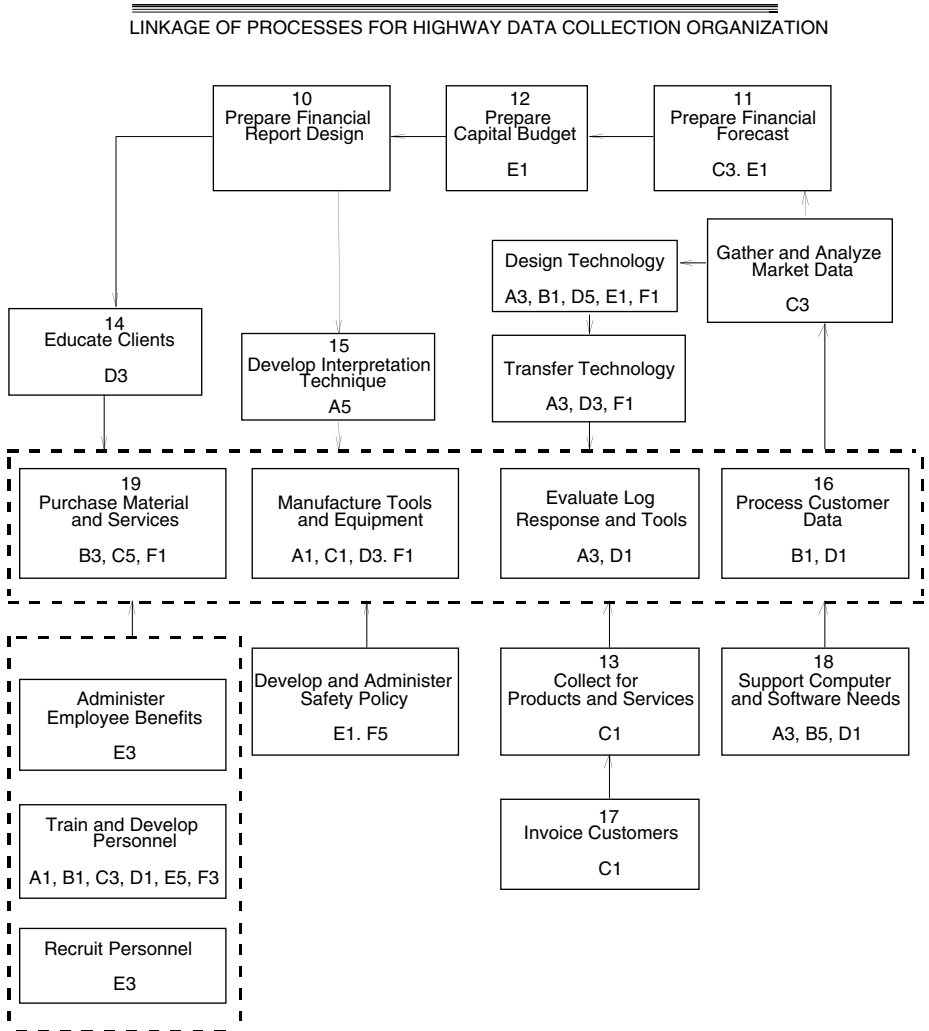 LINKAGE OF PROCESSES FOR HIGHWAY DATA COLLECTION ORGANIZATION
10
Prepare Financial
Report Design
12
Prepare
Capital Budget
E1
11
Prepare Financial
Forecast
C3. E1
Design Technology
A3, B1, D5, E1, F1
Gather and Analyze
Market Data
C3
14
Educate Clients
D3
15
Develop Interpretation
Technique
A5
Transfer Technology
A3, D3, F1
19
Purchase Material
and Services
B3, C5, F1
Manufacture Tools
and Equipment
A1, C1, D3. F1
Evaluate Log
Response and Tools
A3, D1
16
Process Customer
Data
B1, D1
Administer
Employee Benefits
E3
Develop and Administer
Safety Policy
E1. F5
13
Collect for
Products and Services
C1
18
Support Computer
and Software Needs
A3, B5, D1
Train and Develop
Personnel
A1, B1, C3, D1, E5, F3
17
Invoice Customers
C1
Recruit Personnel
E3